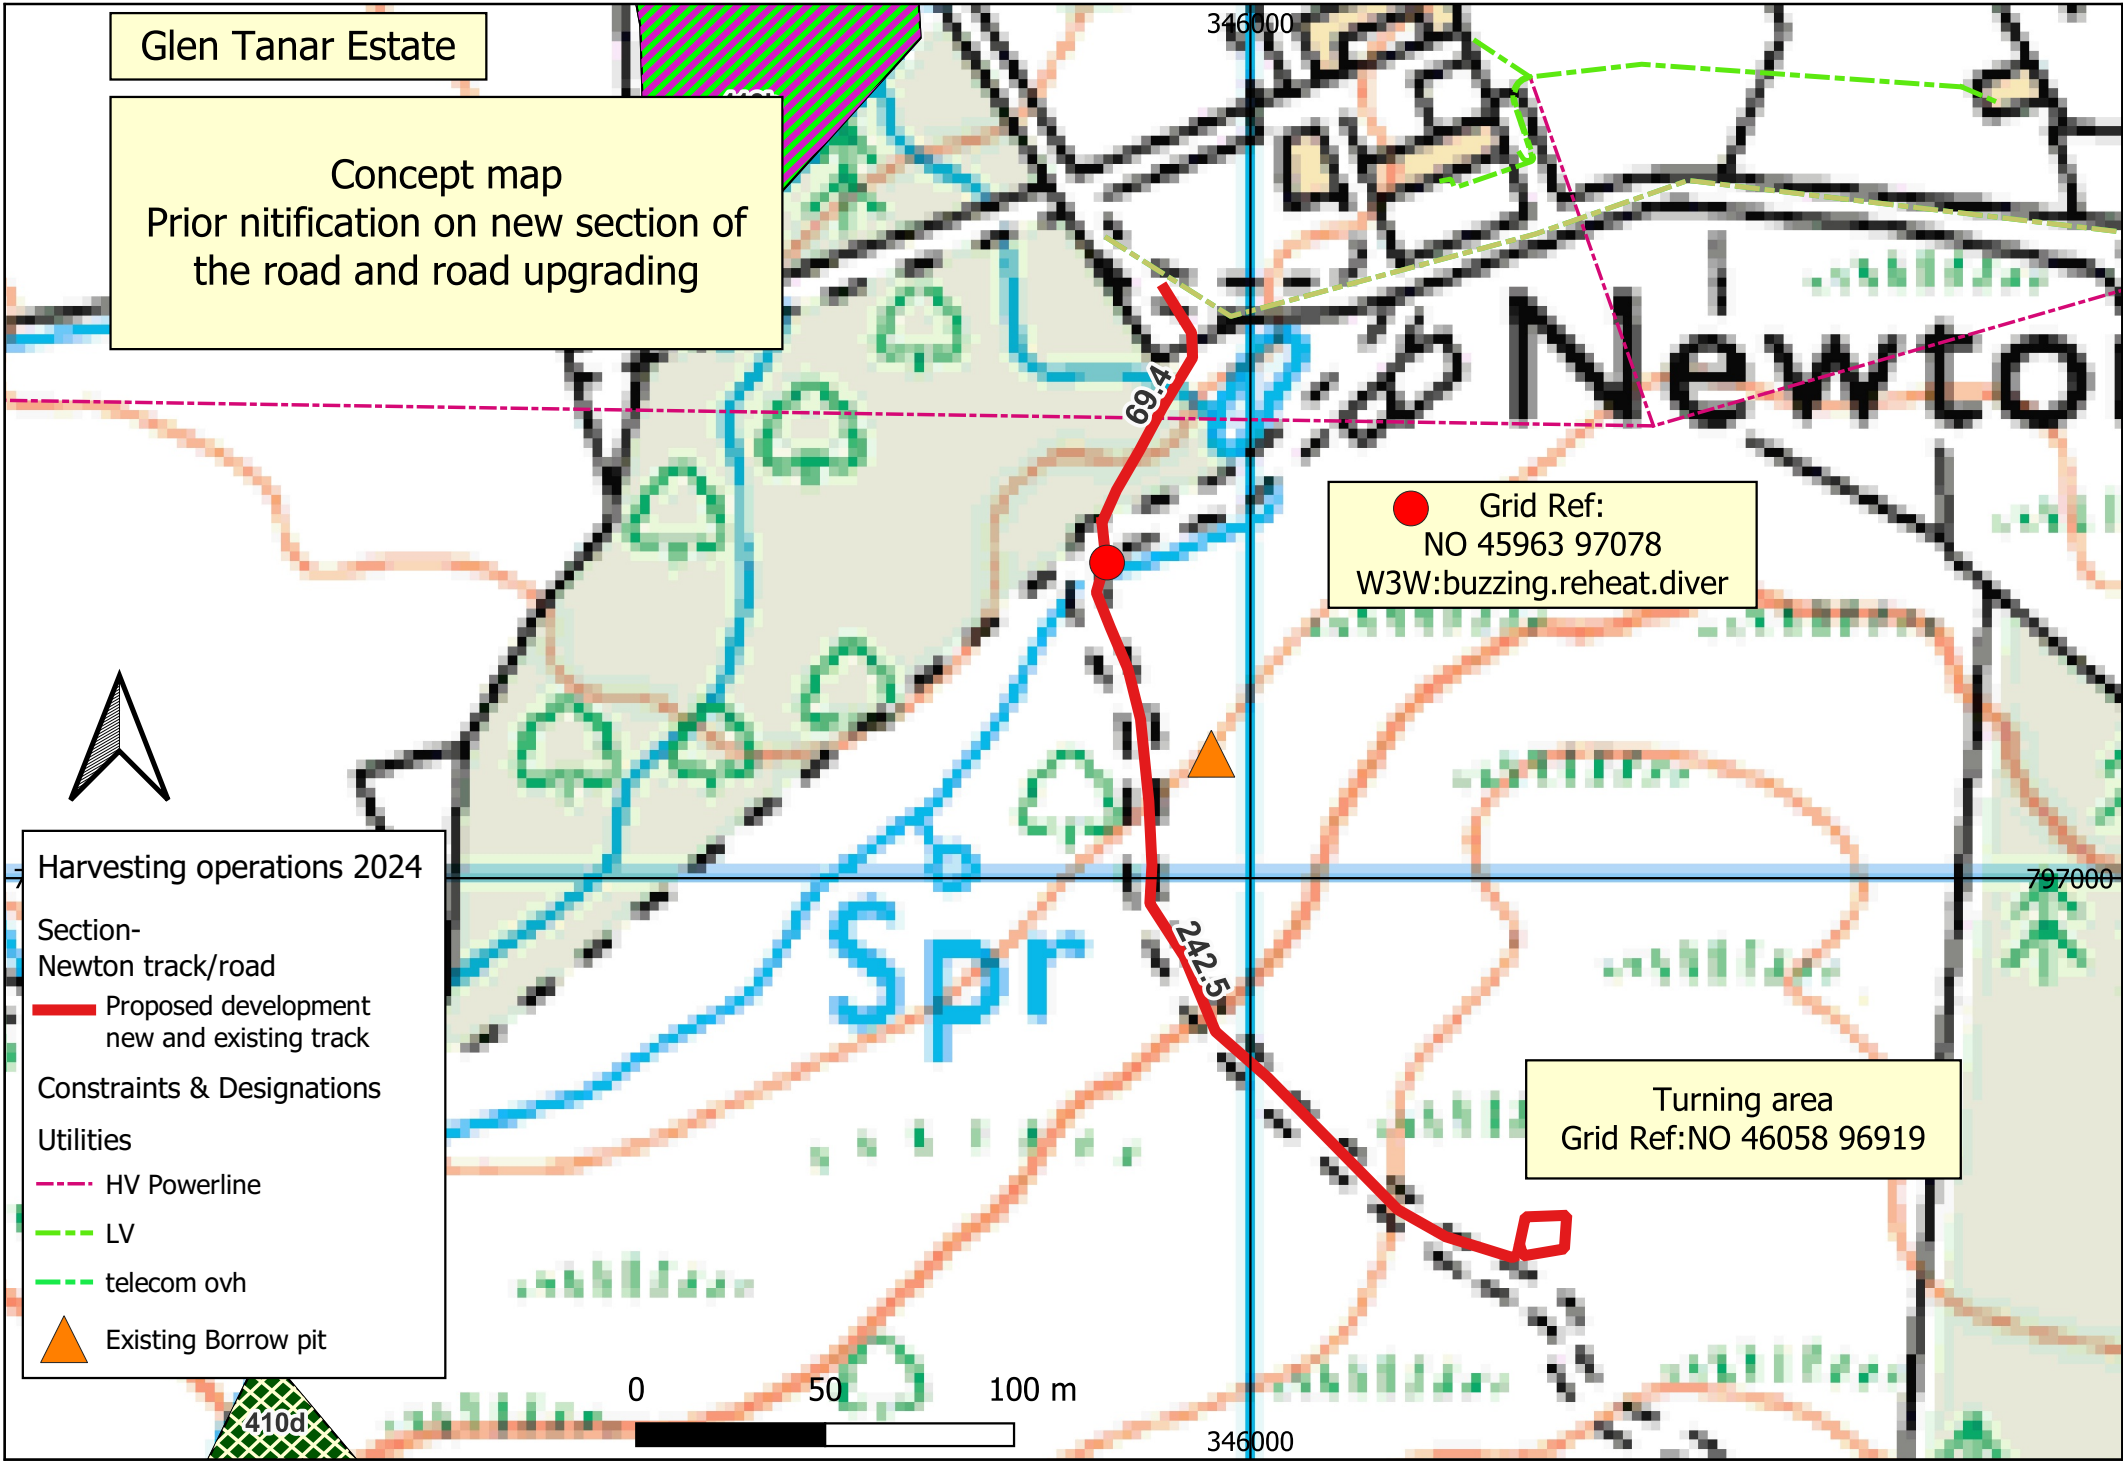 346000
Glen Tanar Estate
Concept map
Prior nitification on new section of
the road and road upgrading
Newto
69.4
Grid Ref:
NO 45963 97078
W3W:buzzing.reheat.diver
797000
Harvesting operations 2024
Section-
Newton track/road
Proposed development
new and existing track
Constraints & Designations
Utilities
HV Powerline
LV
telecom ovh
Existing Borrow pit
Spr
242.5
Turning area
Grid Ref:NO 46058 96919
0 50 100 m
410d
346000